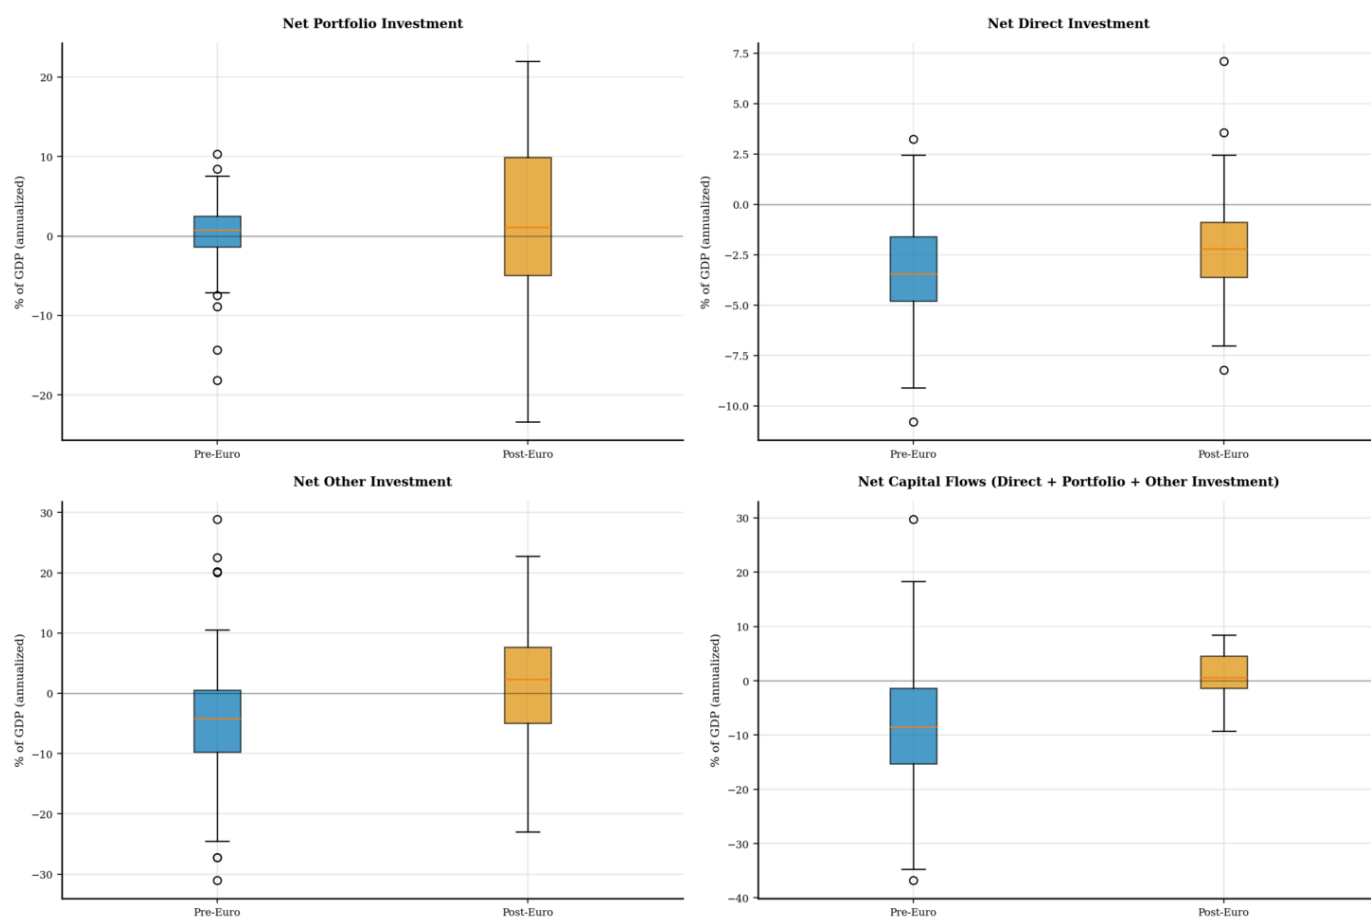 Net Portfolio Investment
% of GDP (annualized)
20
10
0
−10
−20
Pre-Euro
Post-Euro
Net Direct Investment
% of GDP (annualized)
7.5
5.0
2.5
0.0
−2.5
−5.0
−7.5
−10.0
Pre-Euro
Post-Euro
Net Other Investment
% of GDP (annualized)
30
20
10
0
−10
−20
−30
Pre-Euro
Post-Euro
Net Capital Flows (Direct + Portfolio + Other Investment)
% of GDP (annualized)
30
20
10
0
−10
−20
−30
−40
Pre-Euro
Post-Euro